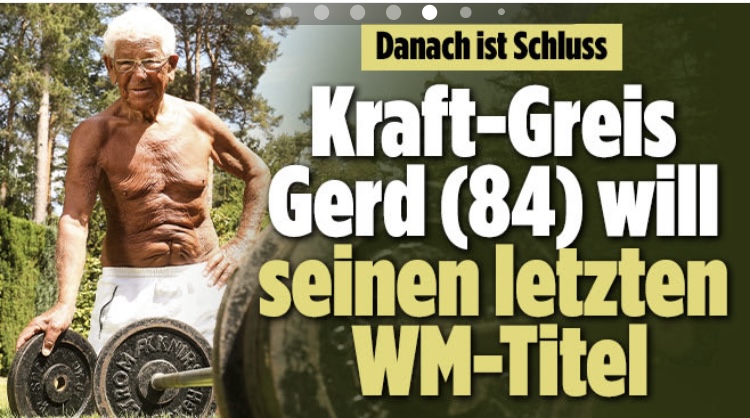 Danach ist Schluss
Kraft-Greis
Gerd (84) will
seinen letzten
WM-Titel